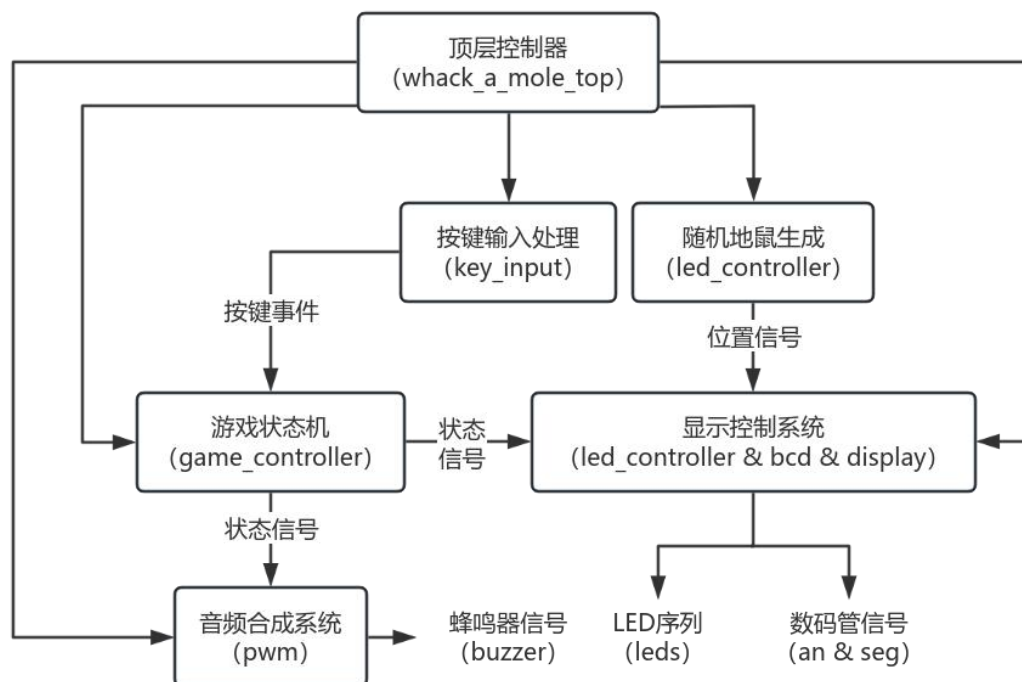 顶层控制器
（whack_a_mole_top）
按键输入处理
（key_input）
随机地鼠生成
（led_controller）
按键事件
位置信号
游戏状态机
（game_controller）
状态
信号
显示控制系统
（led_controller & bcd & display）
状态信号
音频合成系统
（pwm）
蜂鸣器信号
（buzzer）
LED序列
（leds）
数码管信号
（an & seg）